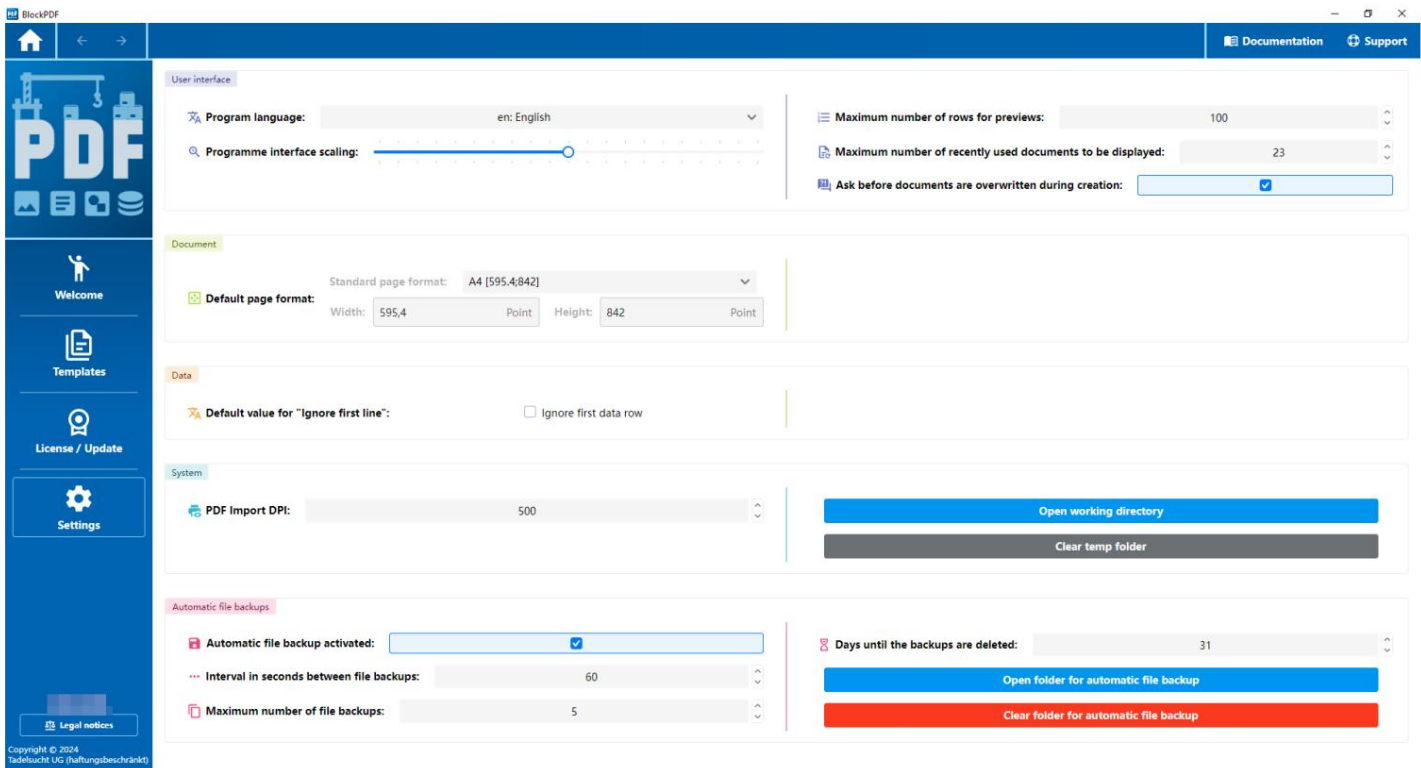 BlockPDF
Documentation
Support
PDF
Welcome
Templates
License / Update
Settings
Legal notices
Copyright © 2024
Tadelsucht UG (haftungsbeschränkt)
User interface
Program language: en: English
Programme interface scaling:
Maximum number of rows for previews: 100
Maximum number of recently used documents to be displayed: 23
Ask before documents are overwritten during creation:
Document
Default page format:
Standard page format: A4 [595.4;842]
Width: 595,4 Point Height: 842 Point
Data
Default value for "Ignore first line": Ignore first data row
System
PDF Import DPI: 500
Open working directory
Clear temp folder
Automatic file backups
Automatic file backup activated:
Interval in seconds between file backups: 60
Maximum number of file backups: 5
Days until the backups are deleted: 31
Open folder for automatic file backup
Clear folder for automatic file backup